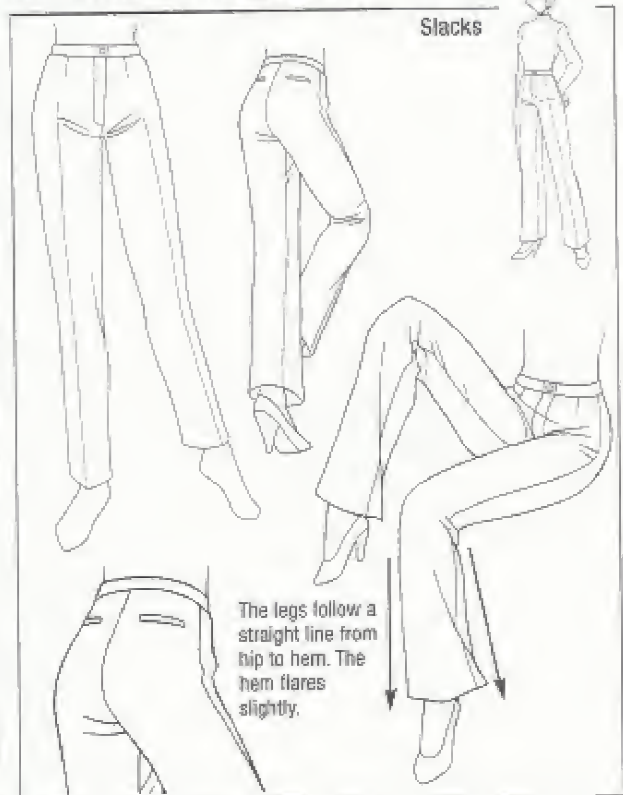 Slacks
The legs follow a
straight line from
hip to hem. The
hem flares
slightly.